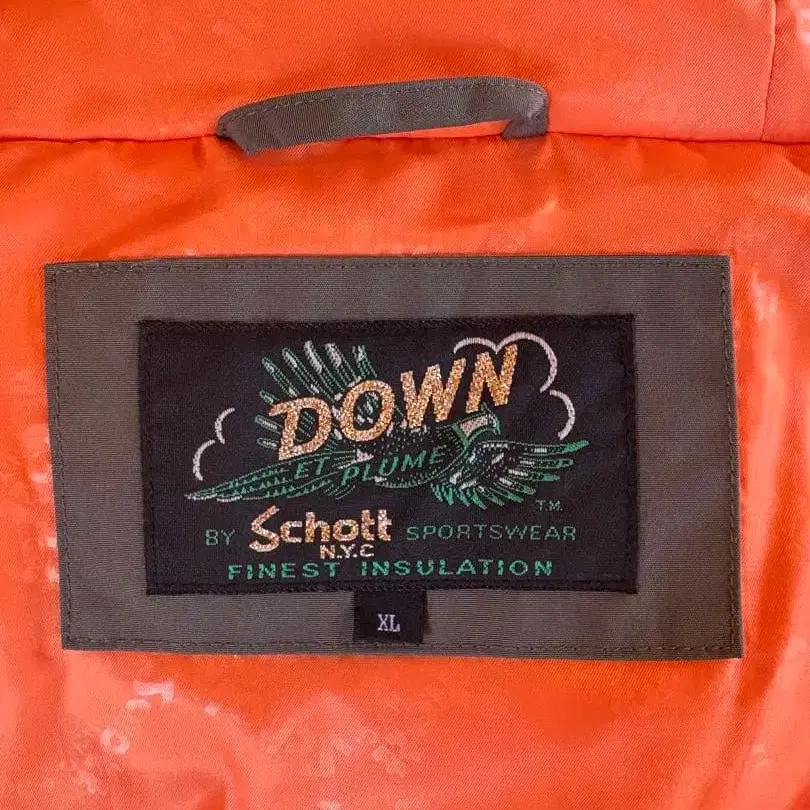 DOWN
ET PLUME
T.M.
BY Schott SPORTSWEAR
N.Y.C
FINEST INSULATION
XL